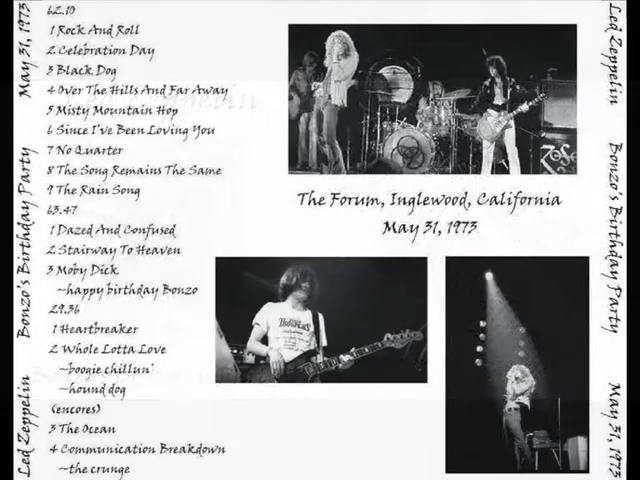 62.10
1 Rock And Roll
2 Celebration Day
3 Black Dog
4 Over The Hills And Far Away
5 Misty Mountain Hop
6 Since I've Been Loving You
7 No Quarter
8 The Song Remains The Same
9 The Rain Song
63.47
1 Dazed And Confused
2 Stairway To Heaven
3 Moby Dick
~happy birthday Bonzo
29.36
1 Heartbreaker
2 Whole Lotta Love
~boogie chillun'
~hound dog
(encores)
3 The Ocean
4 Communication Breakdown
~the crunge
The Forum, Inglewood, California
May 31, 1973
Led Zeppelin Bonzo's Birthday Party May 31, 1973
Led Zeppelin Bonzo's Birthday Party May 31, 1973
ZOSO